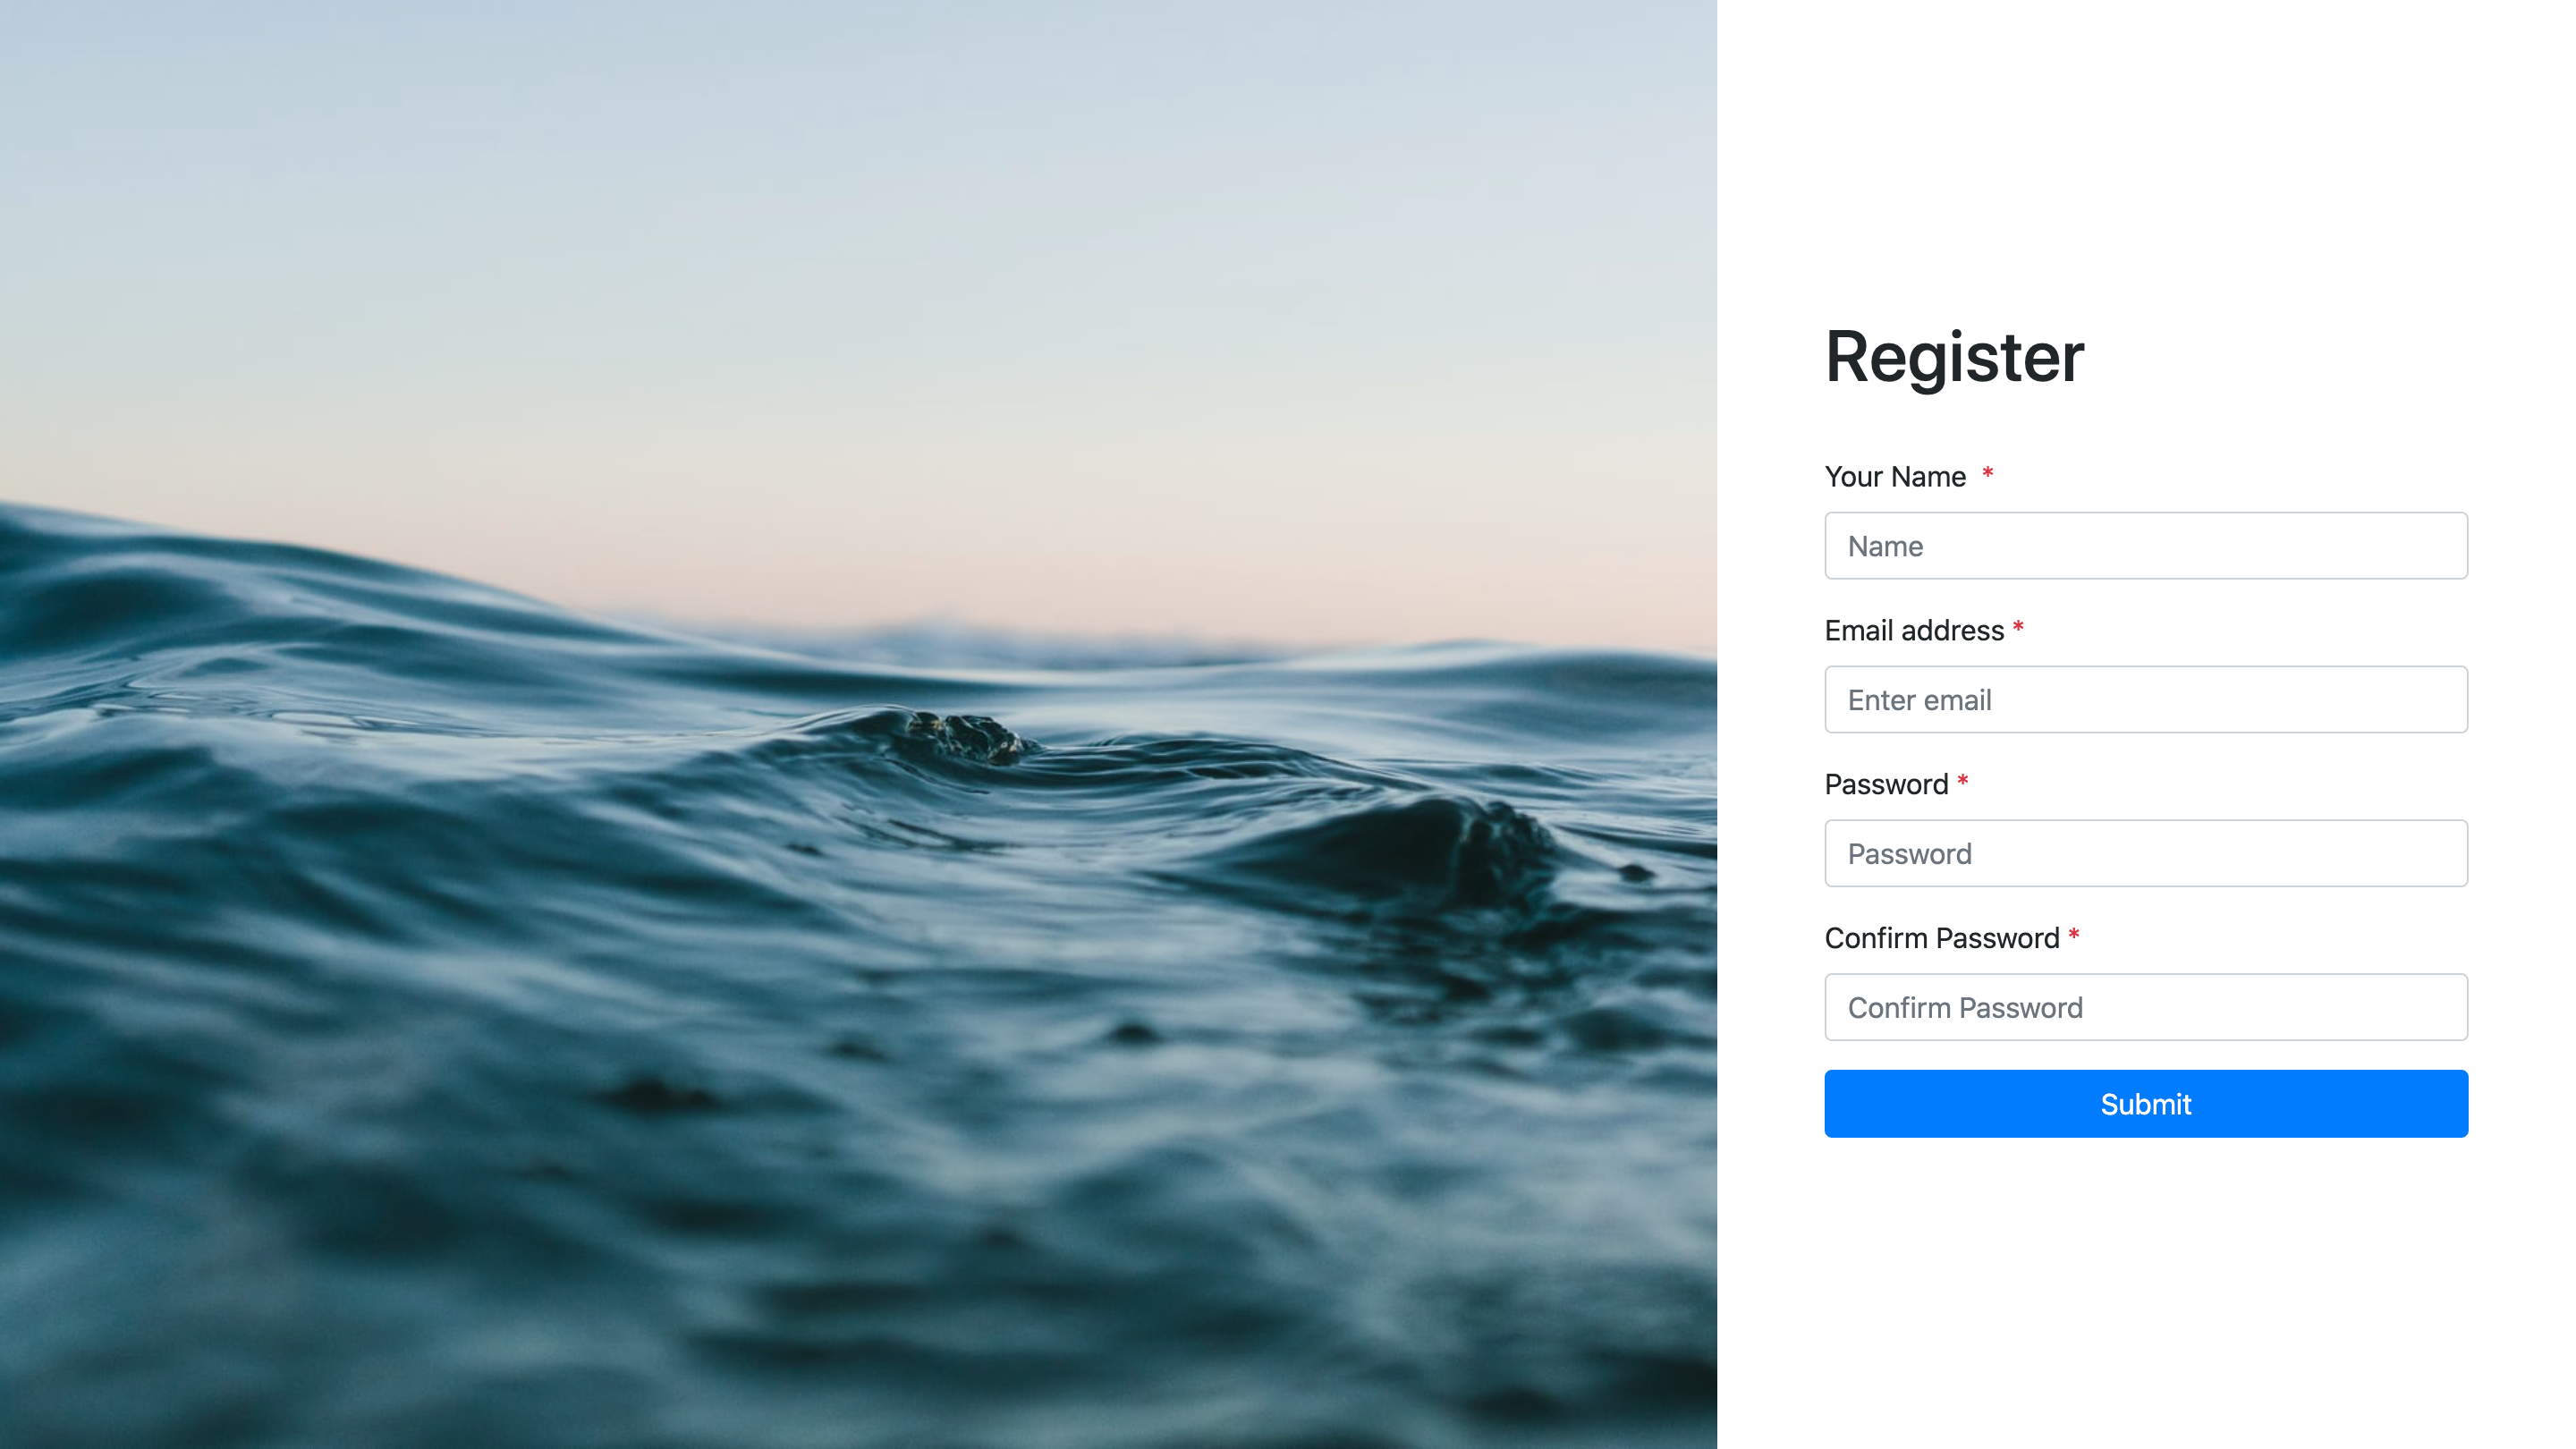 Register
Your Name *
Name
Email address *
Enter email
Password *
Password
Confirm Password *
Confirm Password
Submit